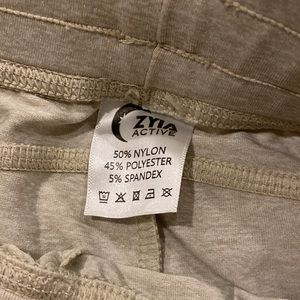 ZYIA
ACTIVE
50% NYLON
45% POLYESTER
5% SPANDEX